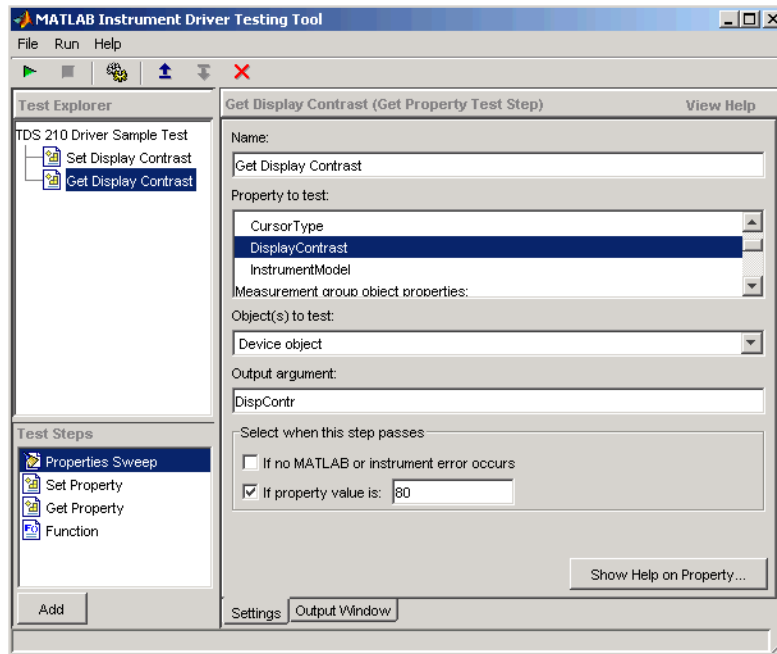 MATLAB Instrument Driver Testing Tool
File Run Help
Test Explorer
TDS 210 Driver Sample Test
Set Display Contrast
Get Display Contrast
Test Steps
Properties Sweep
Set Property
Get Property
Function
Add
Get Display Contrast (Get Property Test Step) View Help
Name:
Get Display Contrast
Property to test:
CursorType
DisplayContrast
InstrumentModel
Measurement group object properties:
Object(s) to test:
Device object
Output argument:
DispContr
Select when this step passes
If no MATLAB or instrument error occurs
If property value is: 80
Show Help on Property...
Settings Output Window